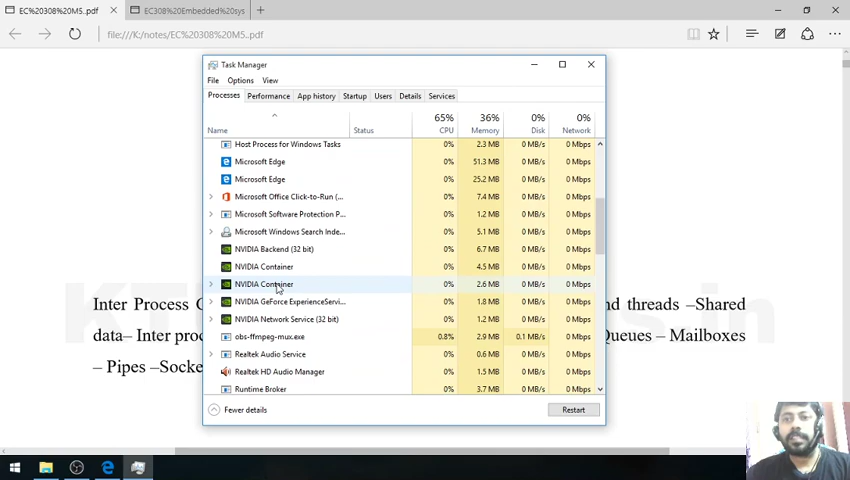 EC%20308%20M5..pdf
EC308%20Embedded%20sys
file:///K:/notes/EC%20308%20M5..pdf
Task Manager
File Options View
Processes Performance App history Startup Users Details Services
65% 36% 0% 0%
Name Status CPU Memory Disk Network
Host Process for Windows Tasks 0% 2.3 MB 0 MB/s 0 Mbps
Microsoft Edge 0% 51.3 MB 0 MB/s 0 Mbps
Microsoft Edge 0% 25.2 MB 0 MB/s 0 Mbps
Microsoft Office Click-to-Run (... 0% 7.4 MB 0 MB/s 0 Mbps
Microsoft Software Protection P... 0% 1.2 MB 0 MB/s 0 Mbps
Microsoft Windows Search Inde... 0% 5.1 MB 0 MB/s 0 Mbps
NVIDIA Backend (32 bit) 0% 6.7 MB 0 MB/s 0 Mbps
NVIDIA Container 0% 4.5 MB 0 MB/s 0 Mbps
NVIDIA Container 0% 2.6 MB 0 MB/s 0 Mbps
NVIDIA GeForce ExperienceServi... 0% 1.8 MB 0 MB/s 0 Mbps
NVIDIA Network Service (32 bit) 0% 1.2 MB 0 MB/s 0 Mbps
obs-ffmpeg-mux.exe 0.8% 2.9 MB 0.1 MB/s 0 Mbps
Realtek Audio Service 0% 0.6 MB 0 MB/s 0 Mbps
Realtek HD Audio Manager 0% 1.5 MB 0 MB/s 0 Mbps
Runtime Broker 0% 3.7 MB 0 MB/s 0 Mbps
Fewer details Restart
Inter Process nd threads –Shared
data– Inter proc Queues – Mailboxes
– Pipes –Socke